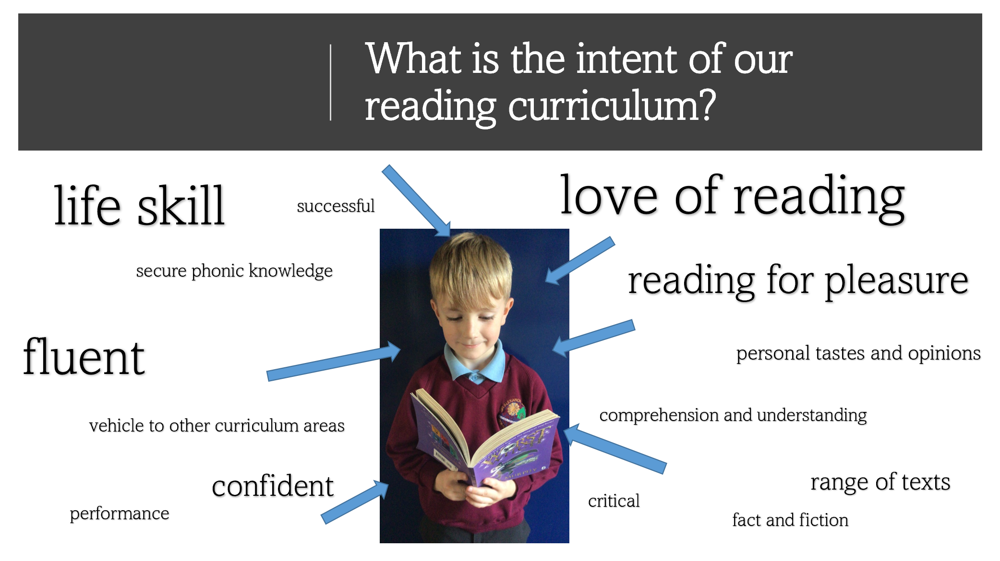 What is the intent of our
reading curriculum?
life skill
successful
love of reading
secure phonic knowledge
reading for pleasure
fluent
personal tastes and opinions
vehicle to other curriculum areas
comprehension and understanding
confident
range of texts
critical
performance
fact and fiction
WORST
MURPHY